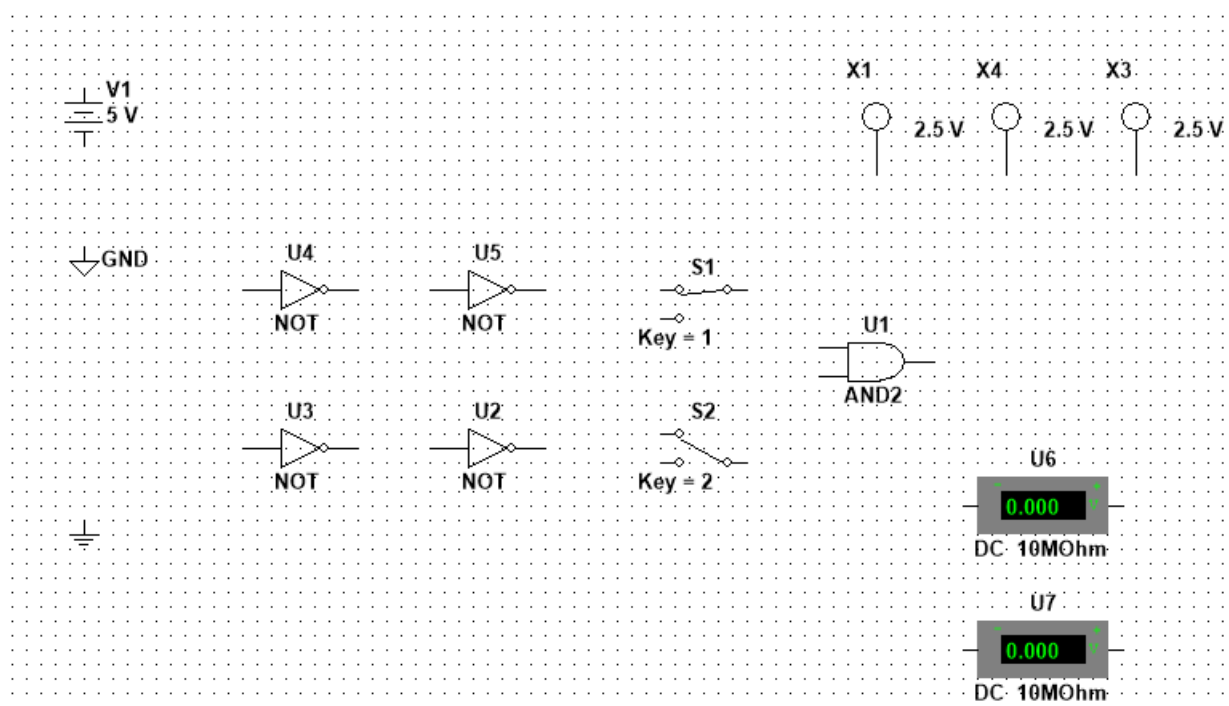 X1
X4
X3
V1
5 V
2.5 V
2.5 V
2.5 V
GND
U4
U5
S1
NOT
NOT
Key = 1
U1
AND2
U3
U2
S2
NOT
NOT
Key = 2
U6
-
+
0.000
V
DC 10MOhm
U7
-
+
0.000
V
DC 10MOhm